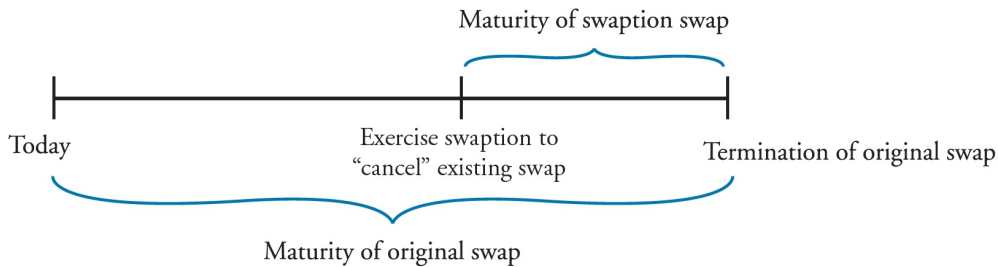 Maturity of swaption swap
Today
Exercise swaption to
“cancel” existing swap
Termination of original swap
Maturity of original swap